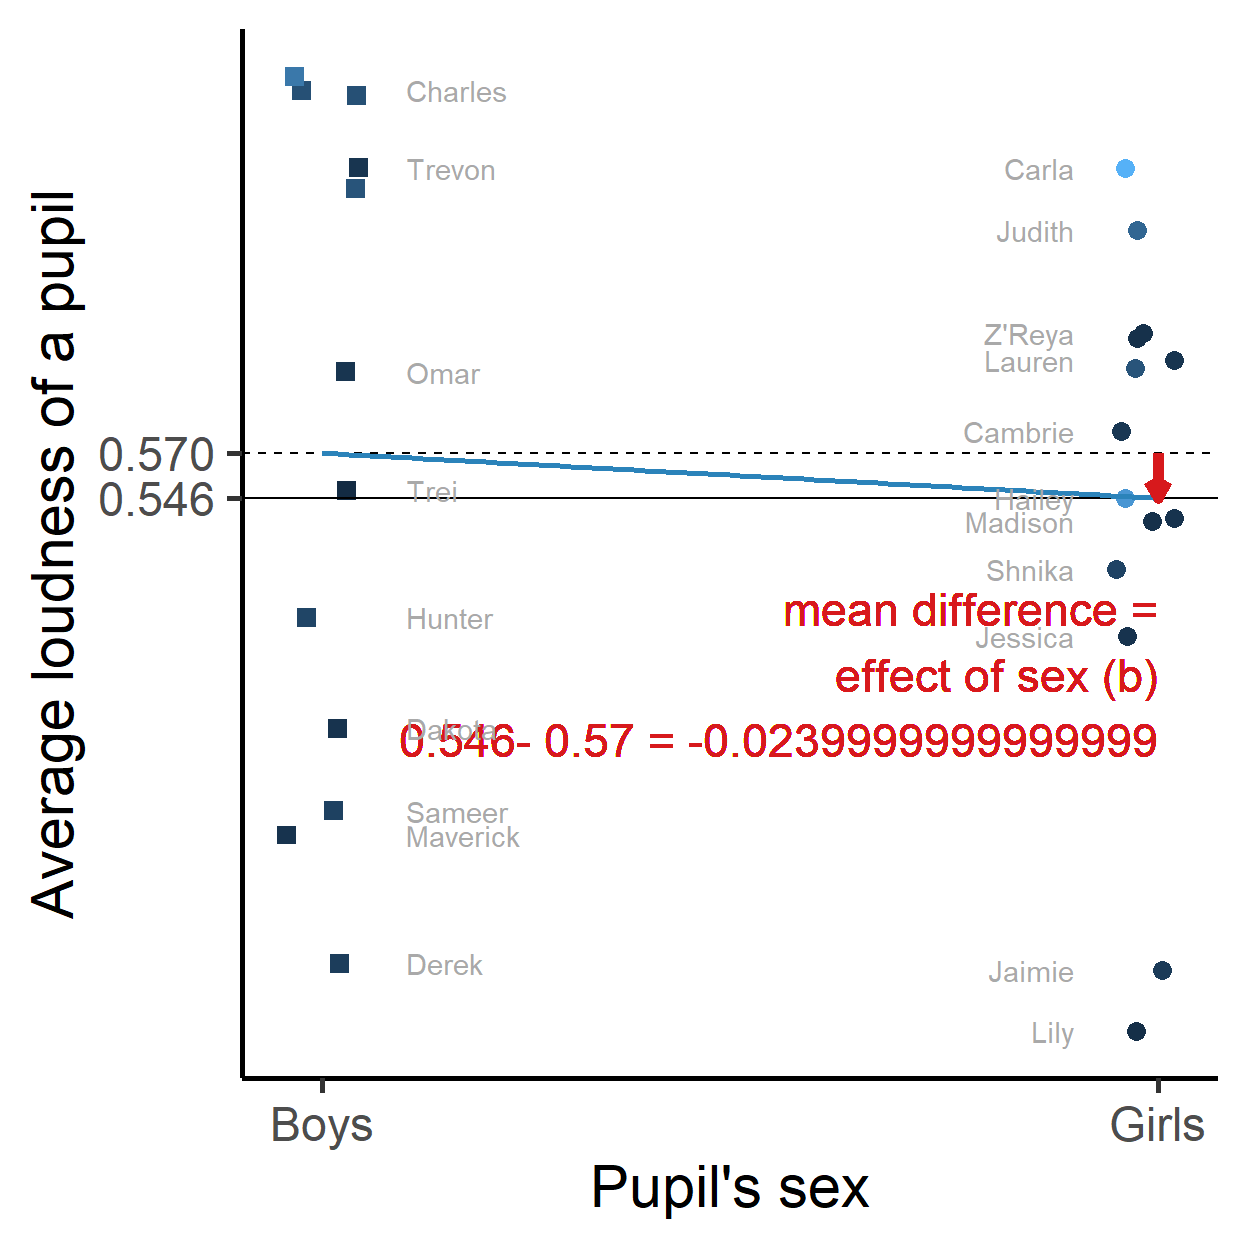 Average loudness of a pupil
Charles
Trevon
Carla
Judith
Z'Reya
Lauren
Omar
Cambrie
0.570
0.546
Trei
Hailey
Madison
Shnika
mean difference =
Hunter
Jessica
effect of sex (b)
Dakota
0.546- 0.57 = -0.0239999999999999
Sameer
Maverick
Derek
Jaimie
Lily
Boys
Girls
Pupil's sex